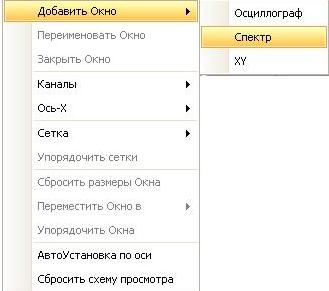 Добавить Окно
Осциллограф
Переименовать Окно
Спектр
Закрыть Окно
XY
Каналы
Ось-X
Сетка
Упорядочить сетки
Сбросить размеры Окна
Переместить Окно в
Упорядочить Окна
АвтоУстановка по оси
Сбросить схему просмотра